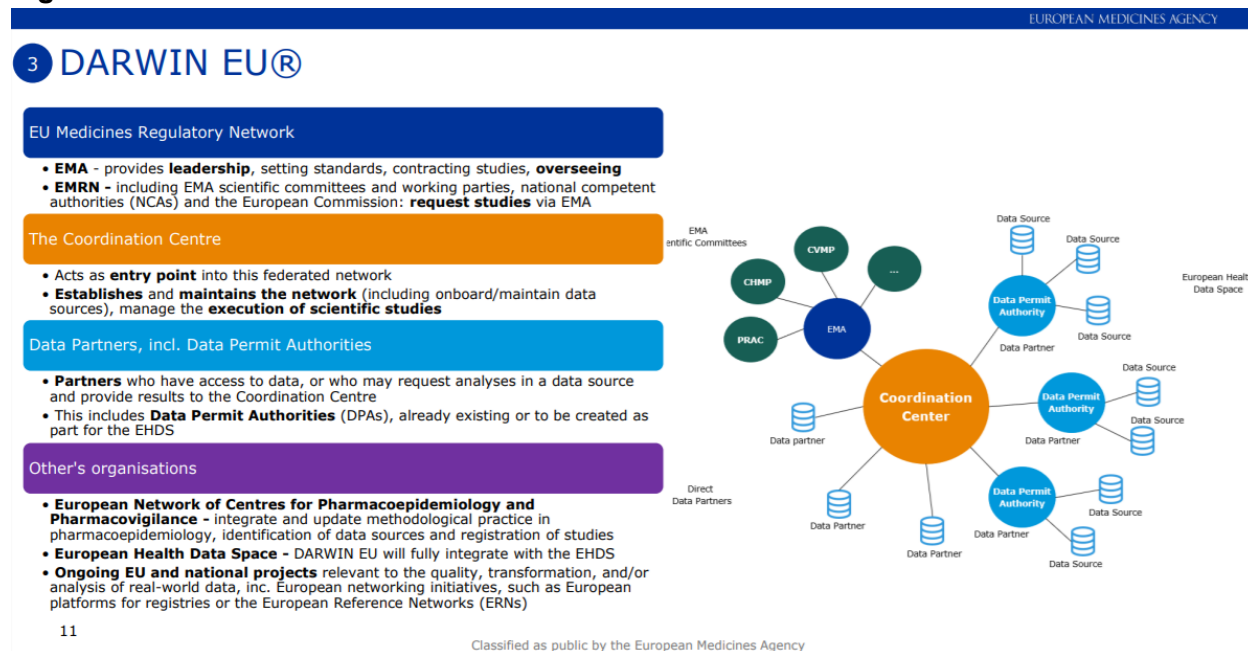 EUROPEAN MEDICINES AGENCY
3 DARWIN EU®
EU Medicines Regulatory Network
• EMA - provides leadership, setting standards, contracting studies, overseeing
• EMRN - including EMA scientific committees and working parties, national competent
authorities (NCAs) and the European Commission: request studies via EMA
The Coordination Centre
• Acts as entry point into this federated network
• Establishes and maintains the network (including onboard/maintain data
sources), manage the execution of scientific studies
Data Partners, incl. Data Permit Authorities
• Partners who have access to data, or who may request analyses in a data source
and provide results to the Coordination Centre
• This includes Data Permit Authorities (DPAs), already existing or to be created as
part for the EHDS
Other's organisations
• European Network of Centres for Pharmacoepidemiology and
Pharmacovigilance - integrate and update methodological practice in
pharmacoepidemiology, identification of data sources and registration of studies
• European Health Data Space - DARWIN EU will fully integrate with the EHDS
• Ongoing EU and national projects relevant to the quality, transformation, and/or
analysis of real-world data, inc. European networking initiatives, such as European
platforms for registries or the European Reference Networks (ERNs)
EMA
entific Committees
CVMP
...
CHMP
PRAC
EMA
Data Source
Data Source
Data Permit
Authority
Data Source
Data Partner
European Healt
Data Space
Coordination
Center
Data Source
Data Permit
Authority
Data Source
Data Partner
Data partner
Direct
Data Partners
Data Partner
Data Partner
Data Permit
Authority
Data Source
Data Partner
Data Source
11
Classified as public by the European Medicines Agency